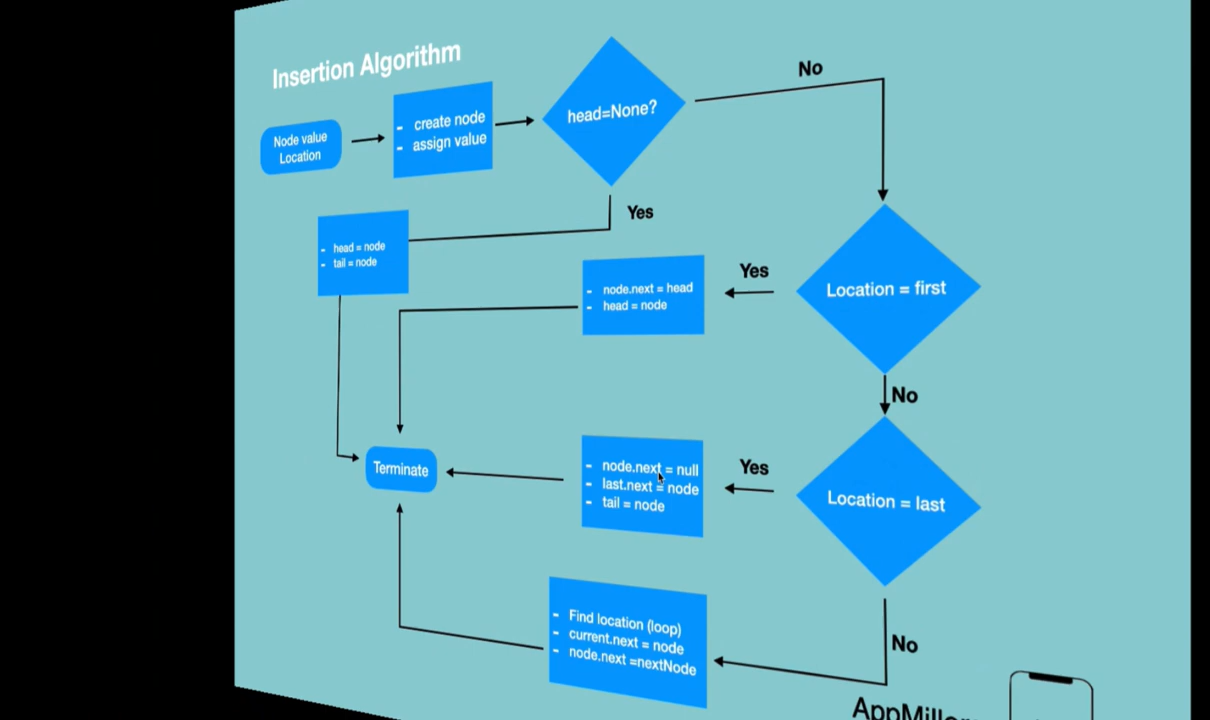 Insertion Algorithm
Node value
Location
- create node
- assign value
head=None?
No
Yes
- head = node
- tail = node
Location = first
Yes
- node.next = head
- head = node
No
Location = last
Yes
- node.next = null
- last.next = node
- tail = node
Terminate
No
- Find location (loop)
- current.next = node
- node.next =nextNode